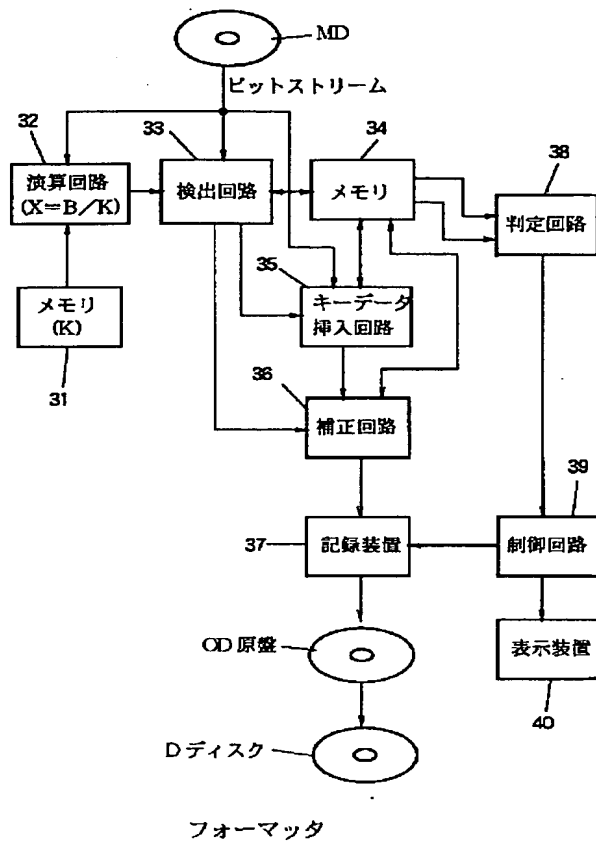 MD
ビットストリーム
32
33
34
38
演算回路
(X=B/K)
検出回路
メモリ
判定回路
35
メモリ
(K)
キーデータ
挿入回路
31
36
補正回路
39
37
記録装置
制御回路
OD原盤
表示装置
40
Dディスク
フォーマッタ